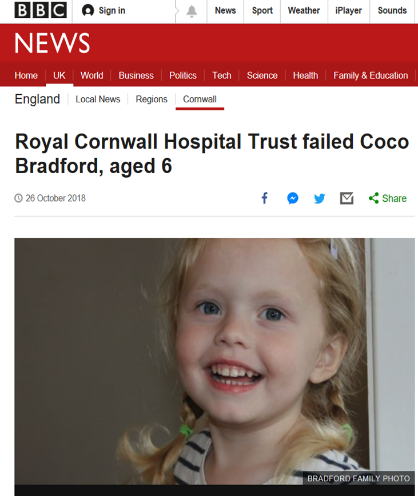 BBC Sign in News Sport Weather iPlayer Sounds
NEWS
Home UK World Business Politics Tech Science Health Family & Education
England Local News Regions Cornwall
Royal Cornwall Hospital Trust failed Coco
Bradford, aged 6
26 October 2018 Share
BRADFORD FAMILY PHOTO